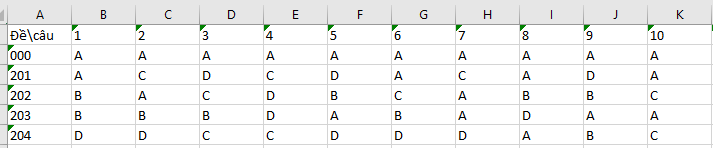 A B C D E F G H I J K
Đề\câu 1 2 3 4 5 6 7 8 9 10
000 A A A A A A A A A A
201 A C D C D A C A D A
202 B A C D B C A B B C
203 B B B D A B A D A A
204 D D C C D D D A B C